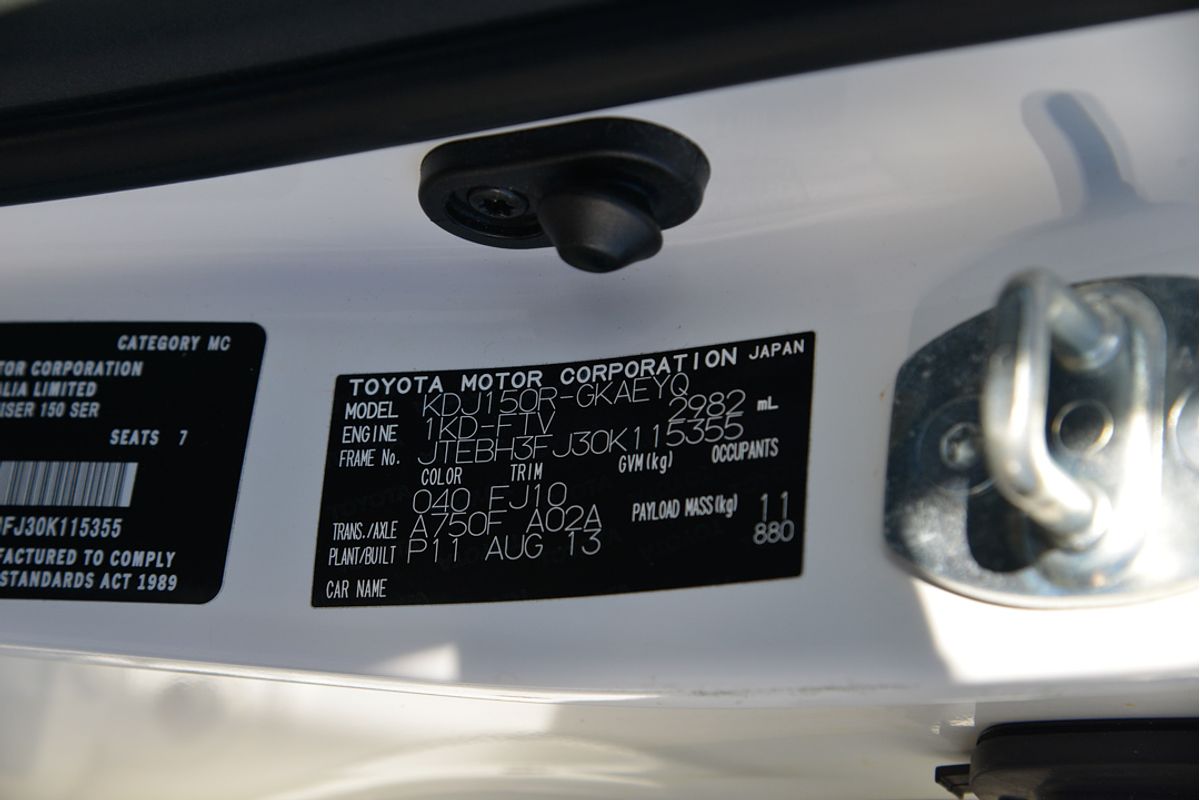 CATEGORY MC
TOR CORPORATION
ALIA LIMITED
ISER 150 SER
SEATS 7
FJ30K115355
FACTURED TO COMPLY
STANDARDS ACT 1989
TOYOTA MOTOR CORPORATION JAPAN
MODEL KDJ150R-GKAEYQ
ENGINE 1KD-FTV 2982 mL
FRAME No. JTEBH3FJ30K115355
COLOR TRIM GVM(kg) OCCUPANTS
040 FJ10
TRANS./AXLE A750F A02A PAYLOAD MASS(kg) 11
PLANT/BUILT P11 AUG 13 880
CAR NAME